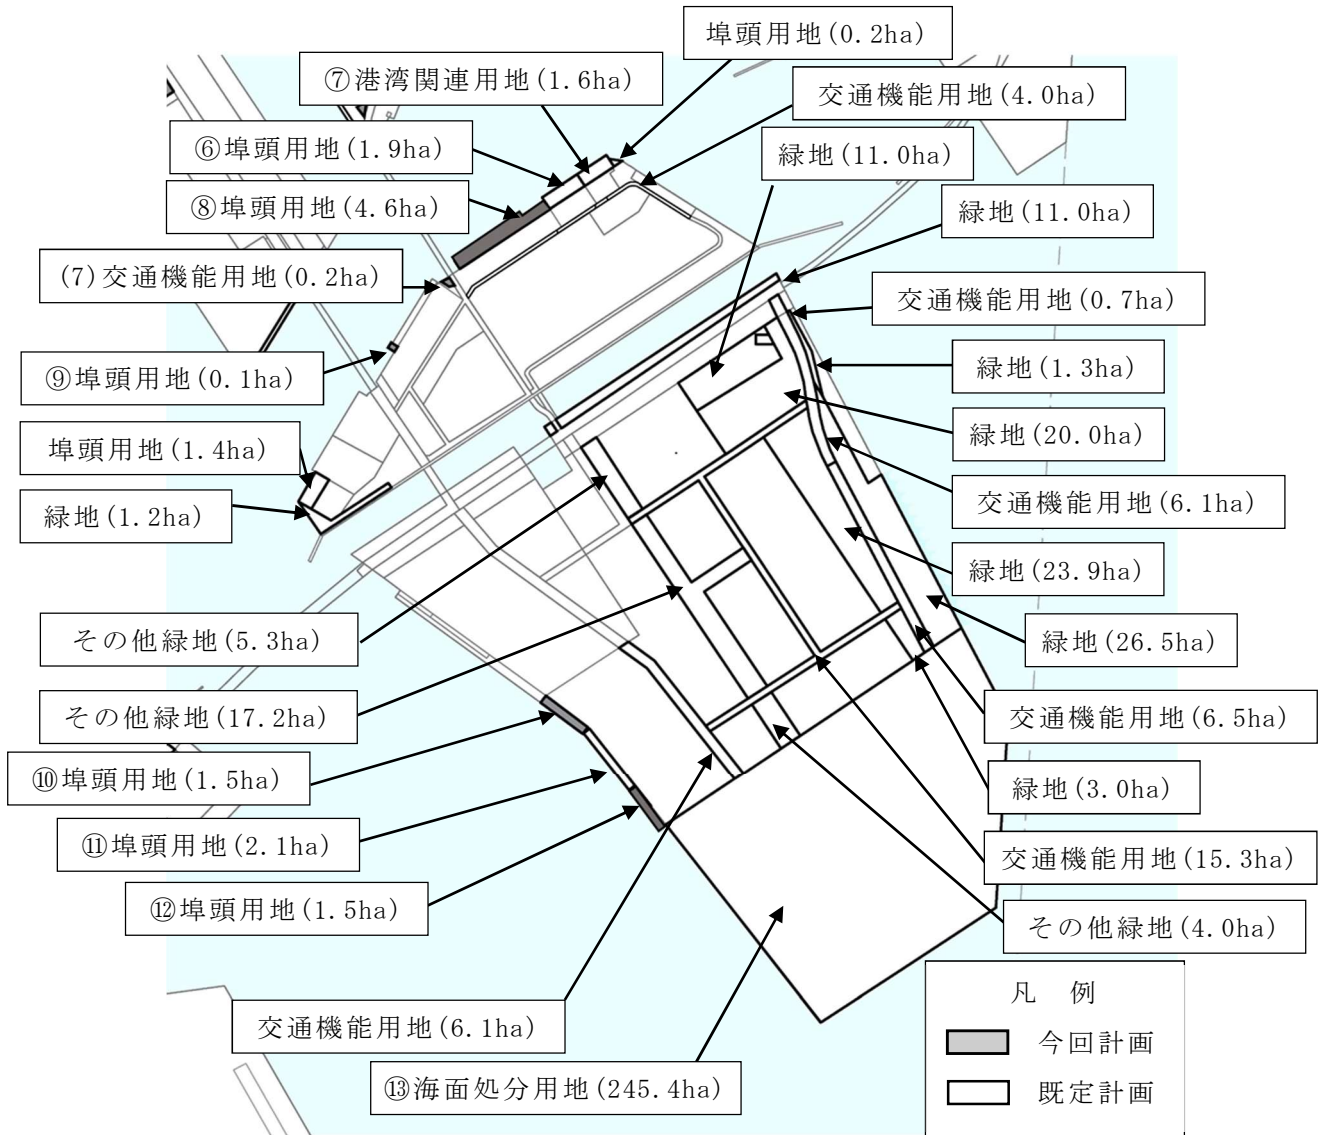 埠頭用地(0.2ha)
⑦港湾関連用地(1.6ha)
交通機能用地(4.0ha)
⑥埠頭用地(1.9ha)
緑地(11.0ha)
⑧埠頭用地(4.6ha)
緑地(11.0ha)
(7)交通機能用地(0.2ha)
交通機能用地(0.7ha)
⑨埠頭用地(0.1ha)
緑地(1.3ha)
緑地(20.0ha)
埠頭用地(1.4ha)
交通機能用地(6.1ha)
緑地(1.2ha)
緑地(23.9ha)
その他緑地(5.3ha)
緑地(26.5ha)
その他緑地(17.2ha)
交通機能用地(6.5ha)
⑩埠頭用地(1.5ha)
緑地(3.0ha)
⑪埠頭用地(2.1ha)
交通機能用地(15.3ha)
⑫埠頭用地(1.5ha)
その他緑地(4.0ha)
交通機能用地(6.1ha)
⑬海面処分用地(245.4ha)
凡 例
今回計画
既定計画